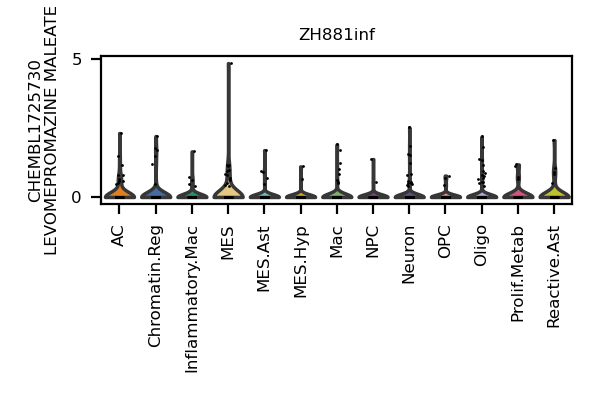 ZH881inf
CHEMBL1725730
LEVOMEPROMAZINE MALEATE
5
0
AC
Chromatin.Reg
Inflammatory.Mac
MES
MES.Ast
MES.Hyp
Mac
NPC
Neuron
OPC
Oligo
Prolif.Metab
Reactive.Ast